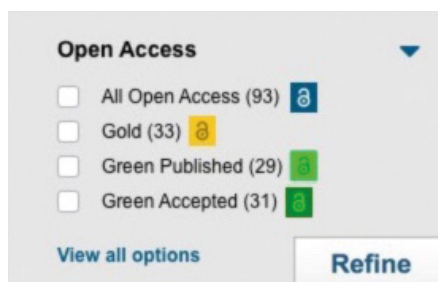 Open Access
All Open Access (93)
Gold (33)
Green Published (29)
Green Accepted (31)
View all options
Refine